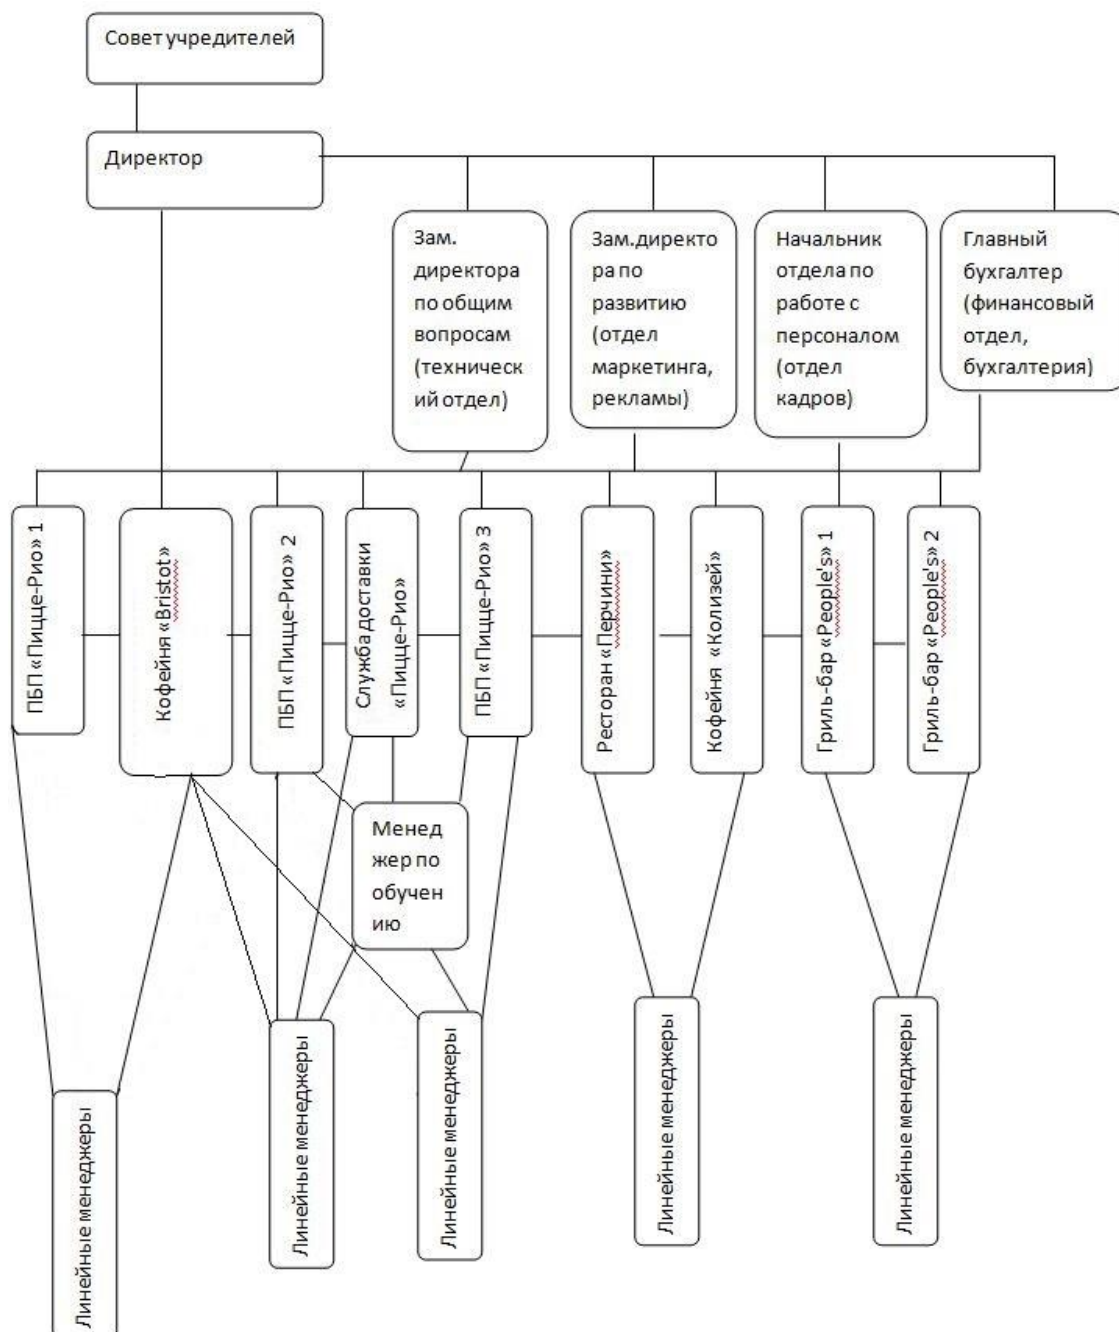 Совет учредителей
Директор
Зам.
директора
по общим
вопросам
(техническ
ий отдел)
Зам.директо
ра по
развитию
(отдел
маркетинга,
рекламы)
Начальник
отдела по
работе с
персоналом
(отдел
кадров)
Главный
бухгалтер
(финансовый
отдел,
бухгалтерия)
ПБП «Пицце-Рио» 1
Кофейня «Bristot»
ПБП «Пицце-Рио» 2
Служба доставки
«Пицце-Рио»
ПБП «Пицце-Рио» 3
Ресторан «Перчини»
Кофейня «Колизей»
Гриль-бар «People's» 1
Гриль-бар «People's» 2
Менед
жер по
обучен
ию
Линейные менеджеры
Линейные менеджеры
Линейные менеджеры
Линейные менеджеры
Линейные менеджеры